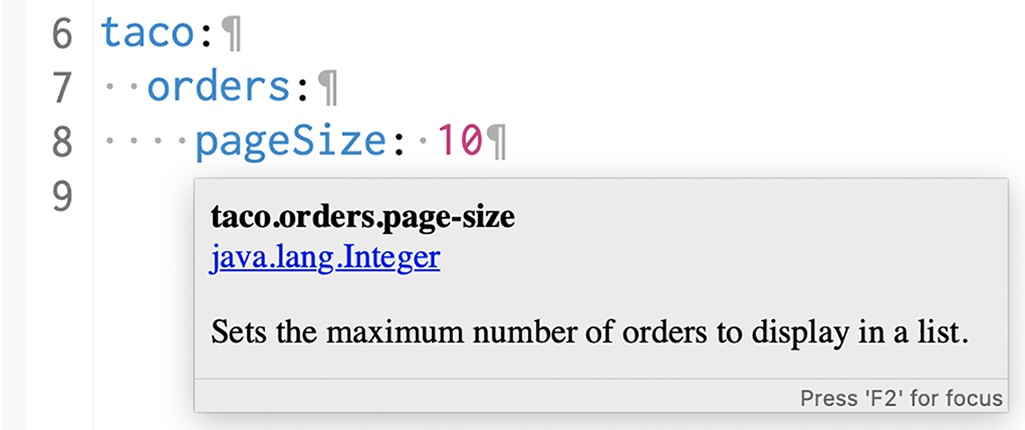 6 taco:¶
7 ··orders:¶
8 ····pageSize:·10¶
9
taco.orders.page-size
java.lang.Integer
Sets the maximum number of orders to display in a list.
Press 'F2' for focus